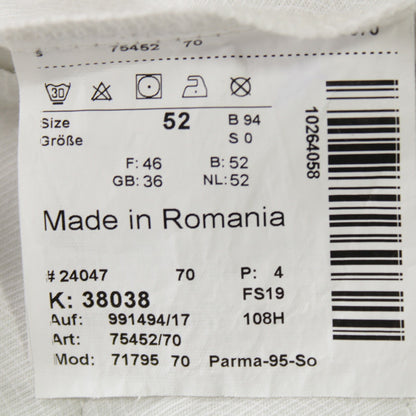 S 75452 70
30
Size 52 B 94
Größe S 0
F: 46 B: 52
GB: 36 NL: 52
Made in Romania
# 24047 70 P: 4
K: 38038 FS19
Auf: 991494/17 108H
Art: 75452/70
Mod: 71795 70 Parma-95-So
10264058